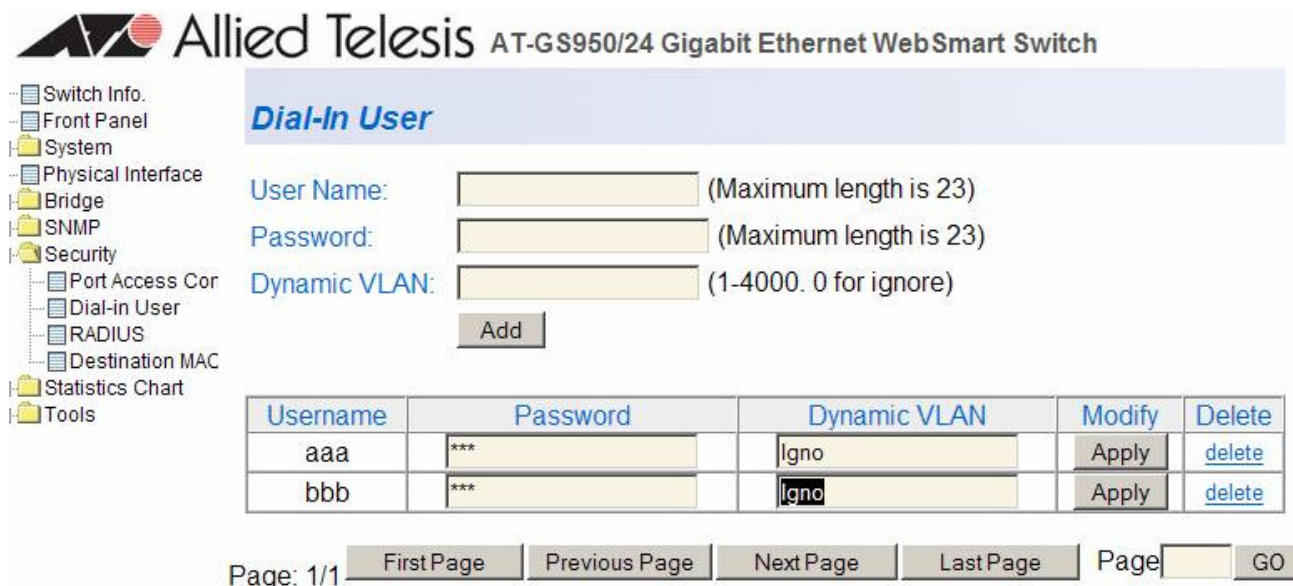 Allied Telesis AT-GS950/24 Gigabit Ethernet WebSmart Switch
Switch Info.
Front Panel
System
Physical Interface
Bridge
SNMP
Security
Port Access Con
Dial-in User
RADIUS
Destination MAC
Statistics Chart
Tools
Dial-In User
User Name: (Maximum length is 23)
Password: (Maximum length is 23)
Dynamic VLAN: (1-4000. 0 for ignore)
Add
Username Password Dynamic VLAN Modify Delete
aaa *** Igno Apply delete
bbb *** Igno Apply delete
Page: 1/1 First Page Previous Page Next Page Last Page Page GO